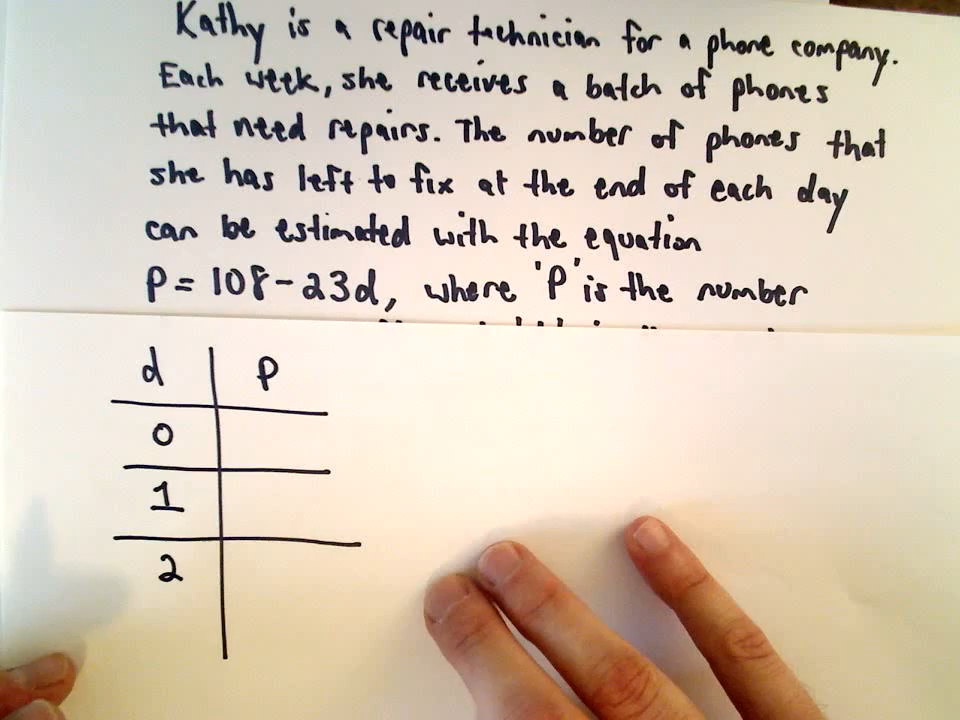 Kathy is a repair technician for a phone company.
Each week, she receives a batch of phones
that need repairs. The number of phones that
she has left to fix at the end of each day
can be estimated with the equation
P = 108 - 23d, where 'P' is the number
d P
0
1
2